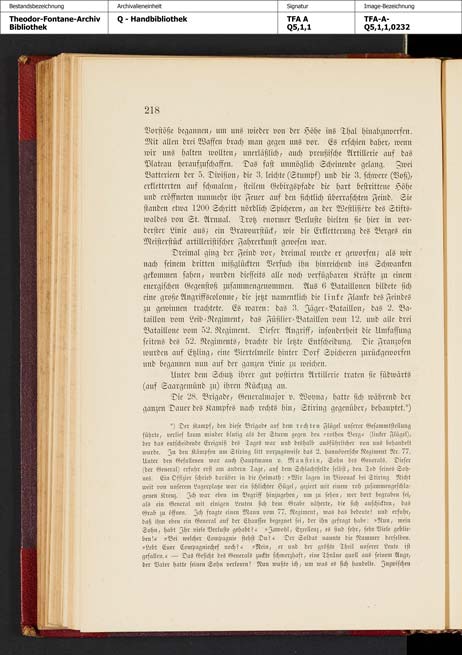 Bestandsbezeichnung
Archivalieneinheit
Signatur
Image-Bezeichnung
Theodor-Fontane-Archiv
Bibliothek
Q - Handbibliothek
TFA A
Q5,1,1
TFA-A-
Q5,1,1,0232
218
Vorstöße begannen, um uns wieder von der Höhe ins Thal hinabzuwerfen.
Mit allen drei Waffen brach man gegen uns vor. Es erschien daher, wenn
wir uns halten wollten, unerläßlich, auch preußische Artillerie auf das
Plateau heraufzuschaffen. Das fast unmöglich Scheinende gelang. Zwei
Batterieen der 5. Division, die 3. leichte (Stumpf) und die 3. schwere (Voß),
erkletterten auf schmalem, steilem Gebirgspfade die hart bestrittene Höhe
und eröffneten nunmehr ihr Feuer auf den sichtlich überraschten Feind. Sie
standen etwa 1200 Schritt nördlich Spicheren, an der Westlisière des Stifts-
waldes von St. Arnual. Trotz enormer Verluste hielten sie hier in vor-
derster Linie aus; ein Bravourstück, wie die Erkletterung des Berges ein
Meisterstück artilleristischer Fahrerkunst gewesen war.
Dreimal ging der Feind vor, dreimal wurde er geworfen; als wir
nach seinem dritten mißglückten Versuch ihn hinreichend ins Schwanken
gekommen sahen, wurden diesseits alle noch verfügbaren Kräfte zu einem
energischen Gegenstoß zusammengenommen. Aus 6 Bataillonen bildete sich
eine große Angriffscolonne, die jetzt namentlich die linke Flanke des Feindes
zu gewinnen trachtete. Es waren: das 3. Jäger-Bataillon, das 2. Ba-
taillon vom Leib-Regiment, das Füsilier-Bataillon vom 12. und alle drei
Bataillone vom 52. Regiment. Dieser Angriff, insonderheit die Umfassung
seitens des 52. Regiments, brachte die letzte Entscheidung. Die Franzosen
wurden auf Etzling, eine Viertelmeile hinter Dorf Spicheren zurückgeworfen
und begannen nun auf der ganzen Linie zu weichen.
Unter dem Schutz ihrer gut postirten Artillerie traten sie südwärts
(auf Saargemünd zu) ihren Rückzug an.
Die 28. Brigade, Generalmajor v. Woyna, hatte sich während der
ganzen Dauer des Kampfes nach rechts hin, Stiring gegenüber, behauptet.*)
*) Der Kampf, den diese Brigade auf dem rechten Flügel unserer Gesammtstellung
führte, verlief kaum minder blutig als der Sturm gegen den »rothen Berg« (linker Flügel),
der das entscheidende Ereigniß des Tages war und deshalb ausführlicher von uns behandelt
wurde. In den Kämpfen um Stiring litt vorzugsweise das 2. hannoversche Regiment Nr. 77.
Unter den Gefallenen war auch Hauptmann v. Manstein, Sohn des Generals. Dieser
(der General) erfuhr erst am andern Tage, auf dem Schlachtfelde selbst, den Tod seines Soh-
nes. Ein Offizier schrieb darüber in die Heimath: »Wir lagen im Bivouac bei Stiring. Nicht
weit von unserem Lagerplatze war ein schlichter Hügel, geziert mit einem roh zusammengeschla-
genen Kreuz. Ich war eben im Begriff hinzugehen, um zu sehen, wer dort begraben sei,
als ein General mit einigen Leuten sich dem Grabe näherte, die sich anschickten, das
Grab zu öffnen. Ich fragte einen Mann vom 77. Regiment, was das bedeute? und erfuhr,
daß ihm eben ein General auf der Chaussee begegnet sei, der ihn gefragt habe: »Nun, mein
Sohn, habt Ihr viele Verluste gehabt?« »Jawohl, Excellenz, es sind sehr, sehr Viele geblie-
ben!« »Bei welcher Compagnie stehst Du?« Der Soldat nannte die Nummer derselben.
»Lebt Euer Compagniechef noch?« »Nein, er und der größte Theil unserer Leute ist
gefallen.« — Das Gesicht des Generals zuckte schmerzhaft, eine Thräne quoll aus seinem Auge,
der Vater hatte seinen Sohn verloren! Nun wußte ich, um was es sich handelte. Inzwischen